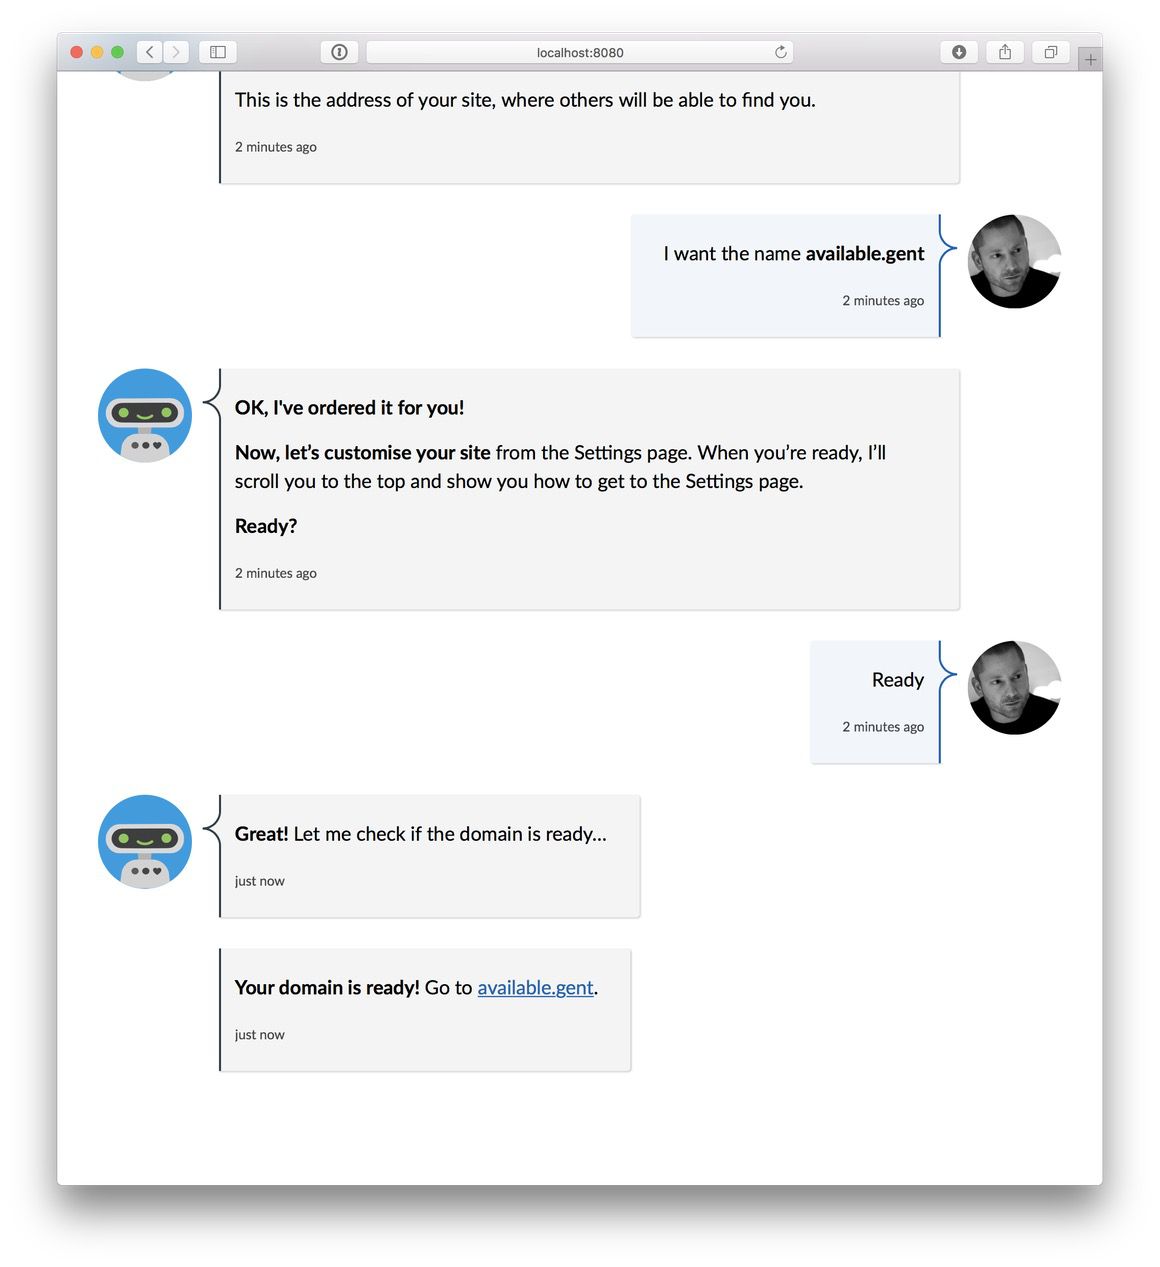 localhost:8080
This is the address of your site, where others will be able to find you.
2 minutes ago
I want the name available.gent
2 minutes ago
OK, I've ordered it for you!
Now, let’s customise your site from the Settings page. When you’re ready, I’ll
scroll you to the top and show you how to get to the Settings page.
Ready?
2 minutes ago
Ready
2 minutes ago
Great! Let me check if the domain is ready...
just now
Your domain is ready! Go to available.gent.
just now